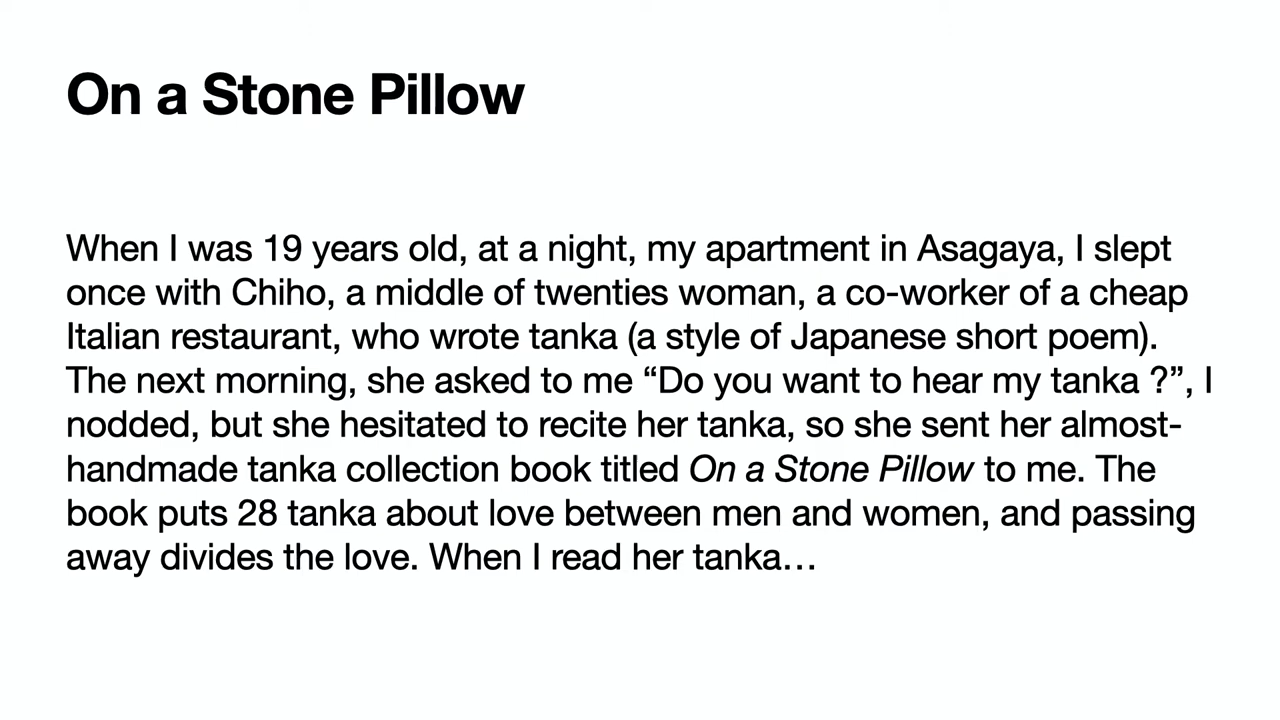 On a Stone Pillow
When I was 19 years old, at a night, my apartment in Asagaya, I slept
once with Chiho, a middle of twenties woman, a co-worker of a cheap
Italian restaurant, who wrote tanka (a style of Japanese short poem).
The next morning, she asked to me “Do you want to hear my tanka ?”, I
nodded, but she hesitated to recite her tanka, so she sent her almost-
handmade tanka collection book titled On a Stone Pillow to me. The
book puts 28 tanka about love between men and women, and passing
away divides the love. When I read her tanka…